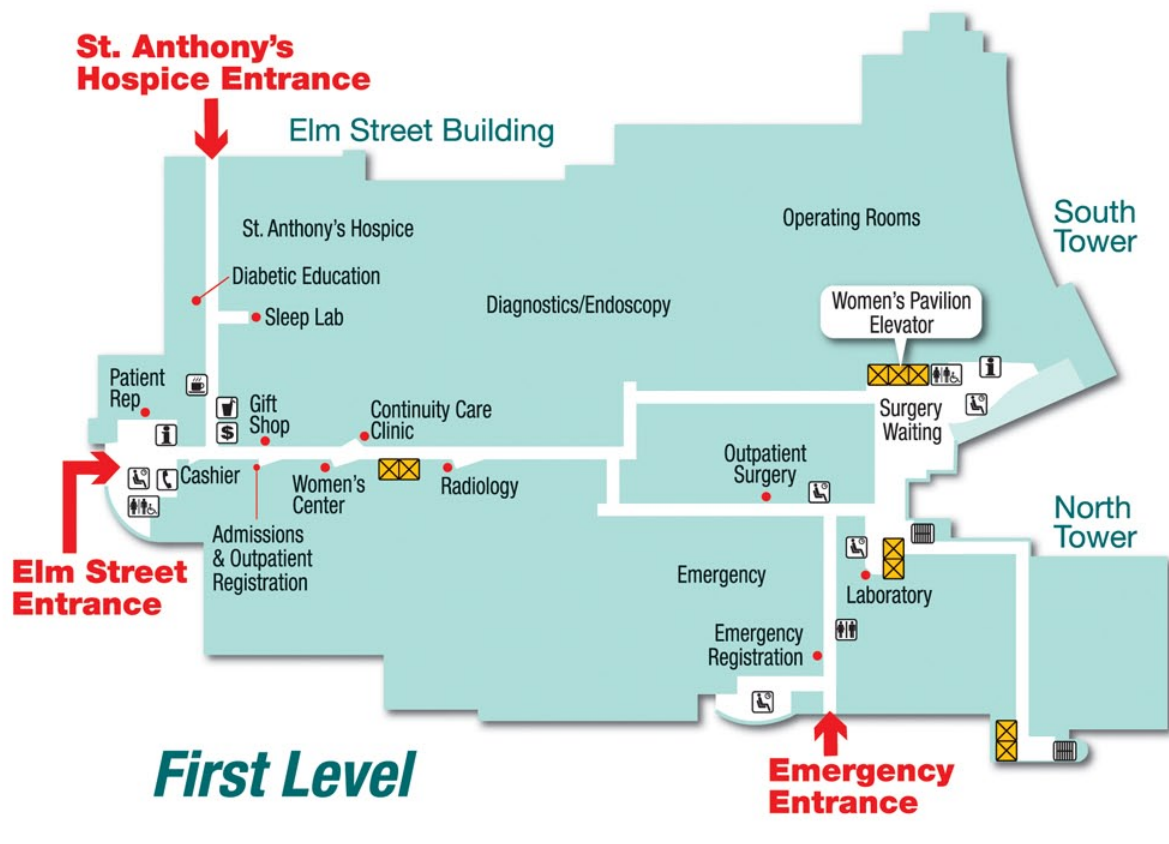 St. Anthony's
Hospice Entrance
Elm Street Building
South
Tower
St. Anthony's Hospice
Operating Rooms
Diabetic Education
Sleep Lab
Diagnostics/Endoscopy
Women's Pavilion
Elevator
Patient
Rep
Gift
Shop
$
Continuity Care
Clinic
Surgery
Waiting
Cashier
Women's
Center
Radiology
Outpatient
Surgery
North
Tower
Admissions
& Outpatient
Registration
Elm Street
Entrance
Emergency
Laboratory
Emergency
Registration
First Level
Emergency
Entrance